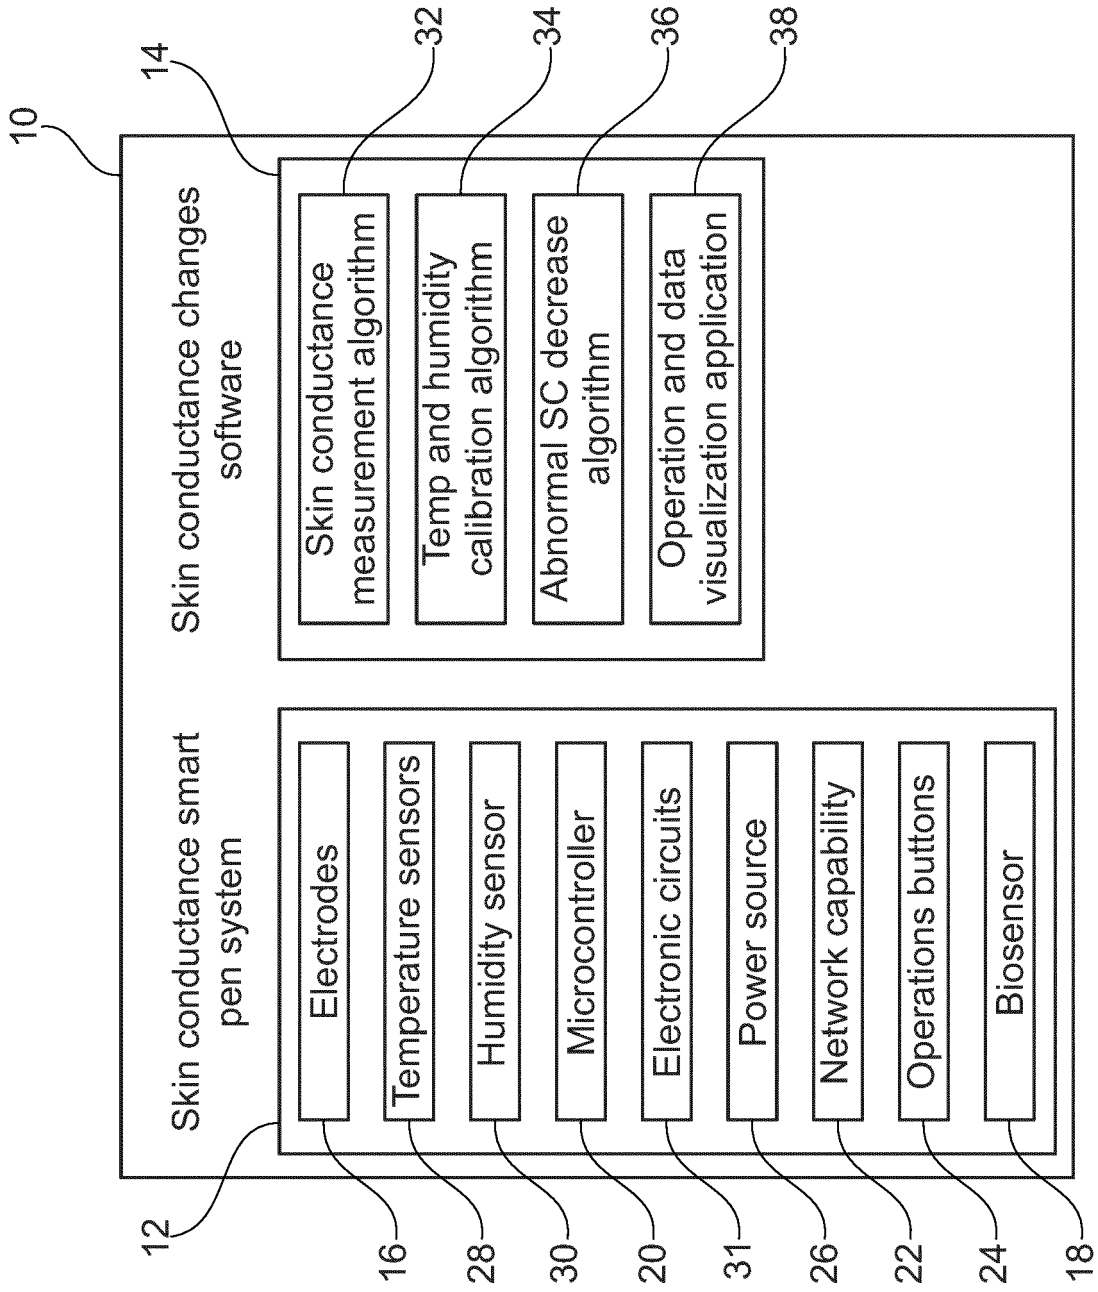 10
12
Skin conductance smart
pen system
16
Electrodes
28
Temperature sensors
30
Humidity sensor
20
Microcontroller
31
Electronic circuits
26
Power source
22
Network capability
24
Operations buttons
18
Biosensor
14
Skin conductance changes
software
Skin conductance
measurement algorithm
32
Temp and humidity
calibration algorithm
34
Abnormal SC decrease
algorithm
36
Operation and data
visualization application
38